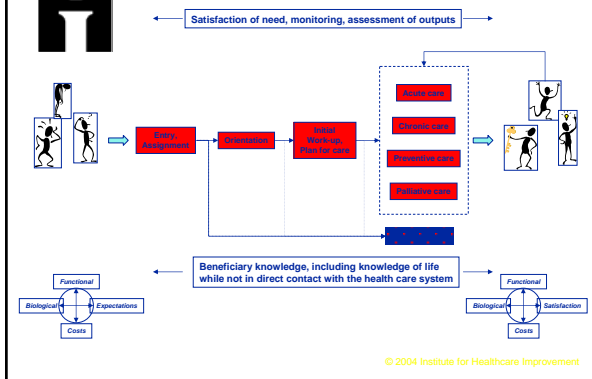 Satisfaction of need, monitoring, assessment of outputs
Acute care
Chronic care
Preventive care
Palliative care
Entry,
Assignment
Orientation
Initial
Work-up,
Plan for care
Beneficiary knowledge, including knowledge of life
while not in direct contact with the health care system
Functional
Biological
Expectations
Costs
Functional
Biological
Satisfaction
Costs
© 2004 Institute for Healthcare Improvement